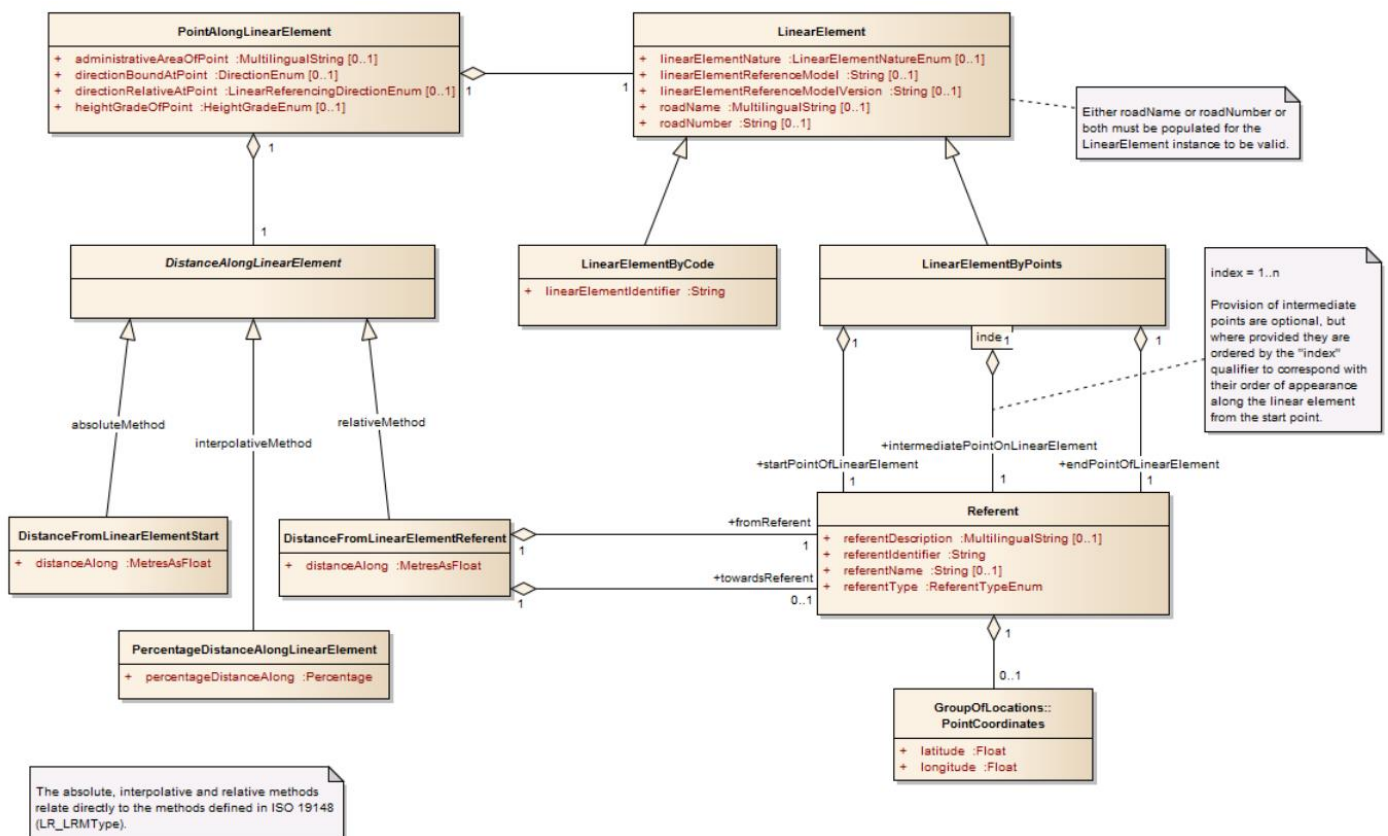 PointAlongLinearElement
+ administrativeAreaOfPoint :MultilingualString [0..1]
+ directionBoundAtPoint :DirectionEnum [0..1]
+ directionRelativeAtPoint :LinearReferencingDirectionEnum [0..1]
+ heightGradeOfPoint :HeightGradeEnum [0..1]
1
1
LinearElement
+ linearElementNature :LinearElementNatureEnum [0..1]
+ linearElementReferenceModel :String [0..1]
+ linearElementReferenceModelVersion :String [0..1]
+ roadName :MultilingualString [0..1]
+ roadNumber :String [0..1]
Either roadName or roadNumber or
both must be populated for the
LinearElement instance to be valid.
1
1
DistanceAlongLinearElement
LinearElementByCode
+ linearElementIdentifier :String
LinearElementByPoints
index = 1..n
Provision of intermediate
points are optional, but
where provided they are
ordered by the "index"
qualifier to correspond with
their order of appearance
along the linear element
from the start point.
1
inde
1
1
absoluteMethod
interpolativeMethod
relativeMethod
+intermediatePointOnLinearElement
+startPointOfLinearElement
+endPointOfLinearElement
1
1
1
DistanceFromLinearElementStart
+ distanceAlong :MetresAsFloat
DistanceFromLinearElementReferent
+ distanceAlong :MetresAsFloat
+fromReferent
1
1
+towardsReferent
1
0..1
Referent
+ referentDescription :MultilingualString [0..1]
+ referentIdentifier :String
+ referentName :String [0..1]
+ referentType :ReferentTypeEnum
1
0..1
PercentageDistanceAlongLinearElement
+ percentageDistanceAlong :Percentage
GroupOfLocations::
PointCoordinates
+ latitude :Float
+ longitude :Float
The absolute, interpolative and relative methods
relate directly to the methods defined in ISO 19148
(LR_LRMType).